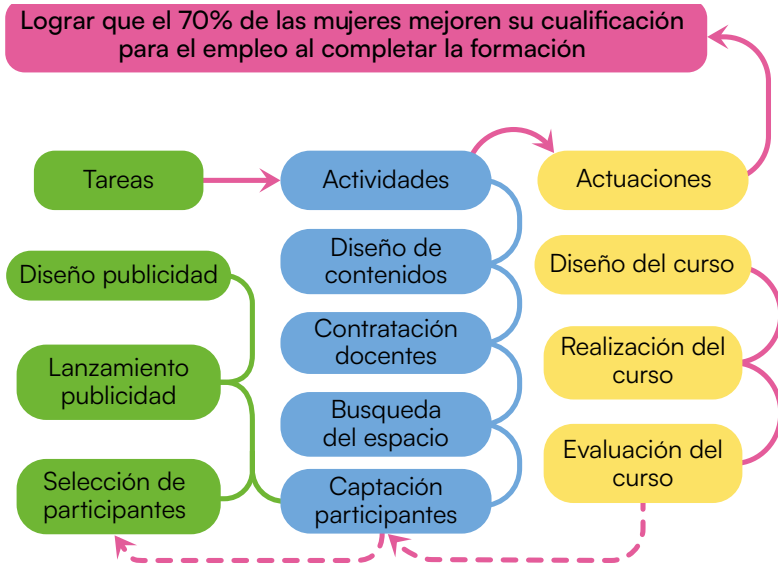 Lograr que el 70% de las mujeres mejoren su cualificación
para el empleo al completar la formación
Tareas
Actividades
Actuaciones
Diseño publicidad
Lanzamiento
publicidad
Selección de
participantes
Diseño de
contenidos
Contratación
docentes
Busqueda
del espacio
Captación
participantes
Diseño del curso
Realización del
curso
Evaluación del
curso